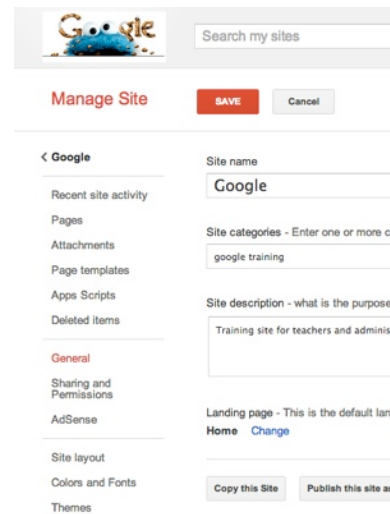 Google
Search my sites
Manage Site
SAVE
Cancel
Google
Recent site activity
Pages
Attachments
Page templates
Apps Scripts
Deleted items
General
Sharing and
Permissions
AdSense
Site layout
Colors and Fonts
Themes
Site name
Google
Site categories - Enter one or more c
google training
Site description - what is the purpose
Training site for teachers and adminis
Landing page - This is the default lan
Home Change
Copy this Site
Publish this site a